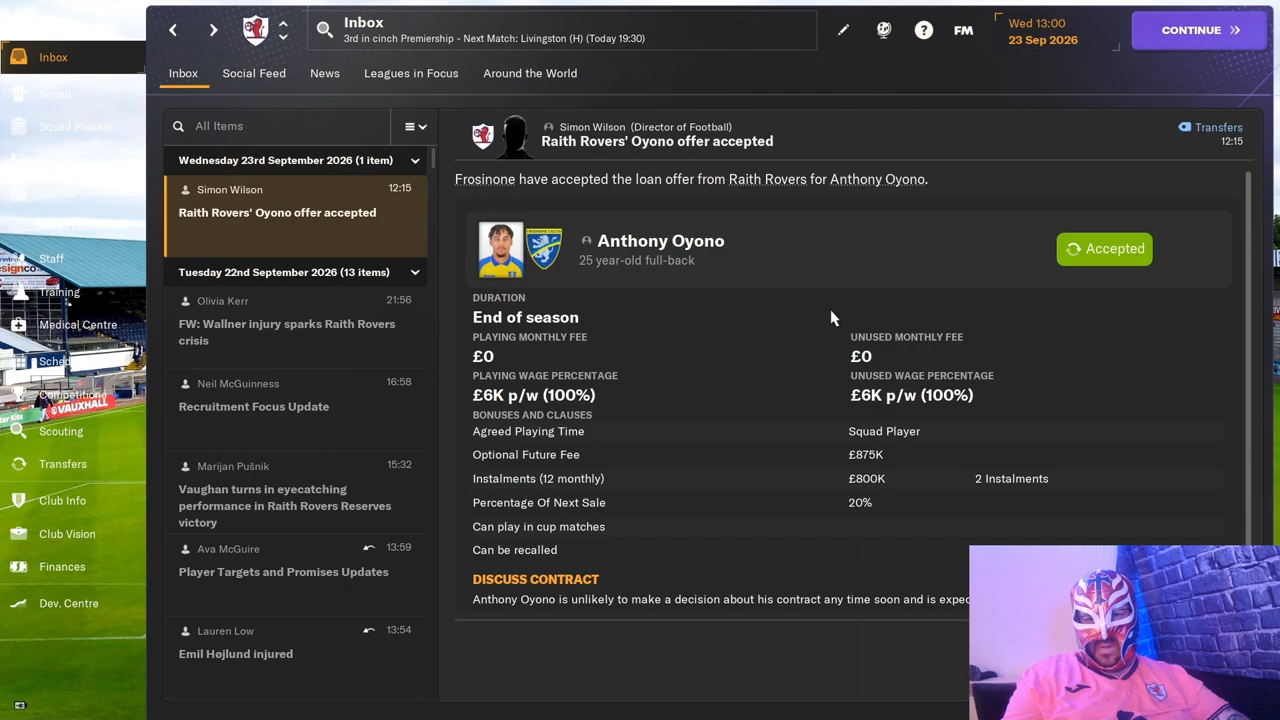 Inbox
3rd in cinch Premiership - Next Match: Livingston (H) (Today 19:30)
FM
Wed 13:00
23 Sep 2026
CONTINUE
Inbox
Social Feed
News
Leagues in Focus
Around the World
Inbox
Squad
Squad Planner
Staff
Training
Medical Centre
Sched
Competitions
Scouting
Transfers
Club Info
Club Vision
Finances
Dev. Centre
VAUXHALL
All Items
Wednesday 23rd September 2026 (1 item)
Simon Wilson 12:15
Raith Rovers' Oyono offer accepted
Tuesday 22nd September 2026 (13 items)
Olivia Kerr 21:56
FW: Wallner injury sparks Raith Rovers
crisis
Neil McGuinness 16:58
Recruitment Focus Update
Marijan Pušnik 15:32
Vaughan turns in eyecatching
performance in Raith Rovers Reserves
victory
Ava McGuire 13:59
Player Targets and Promises Updates
Lauren Low 13:54
Emil Højlund injured
Simon Wilson (Director of Football)
Raith Rovers' Oyono offer accepted
Transfers
12:15
Frosinone have accepted the loan offer from Raith Rovers for Anthony Oyono.
Anthony Oyono
25 year-old full-back
Accepted
DURATION
End of season
PLAYING MONTHLY FEE UNUSED MONTHLY FEE
£0 £0
PLAYING WAGE PERCENTAGE UNUSED WAGE PERCENTAGE
£6K p/w (100%) £6K p/w (100%)
BONUSES AND CLAUSES
Agreed Playing Time Squad Player
Optional Future Fee £875K
Instalments (12 monthly) £800K 2 Instalments
Percentage Of Next Sale 20%
Can play in cup matches
Can be recalled
DISCUSS CONTRACT
Anthony Oyono is unlikely to make a decision about his contract any time soon and is expec